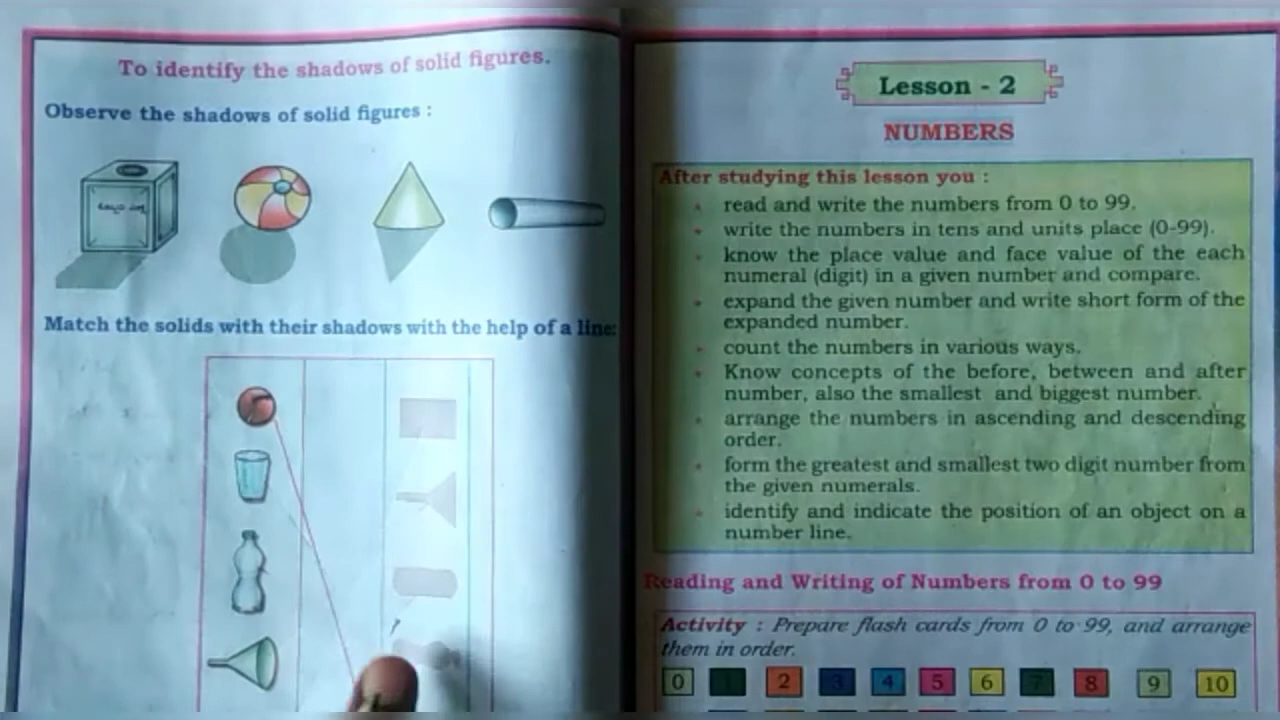 To identify the shadows of solid figures.
Observe the shadows of solid figures :
Match the solids with their shadows with the help of a line:
Lesson - 2
NUMBERS
After studying this lesson you :
read and write the numbers from 0 to 99.
write the numbers in tens and units place (0-99).
know the place value and face value of the each
numeral (digit) in a given number and compare.
expand the given number and write short form of the
expanded number.
count the numbers in various ways.
Know concepts of the before, between and after
number, also the smallest and biggest number.
arrange the numbers in ascending and descending
order.
form the greatest and smallest two digit number from
the given numerals.
identify and indicate the position of an object on a
number line.
Reading and Writing of Numbers from 0 to 99
Activity : Prepare flash cards from 0 to 99, and arrange
them in order.
0 1 2 3 4 5 6 7 8 9 10